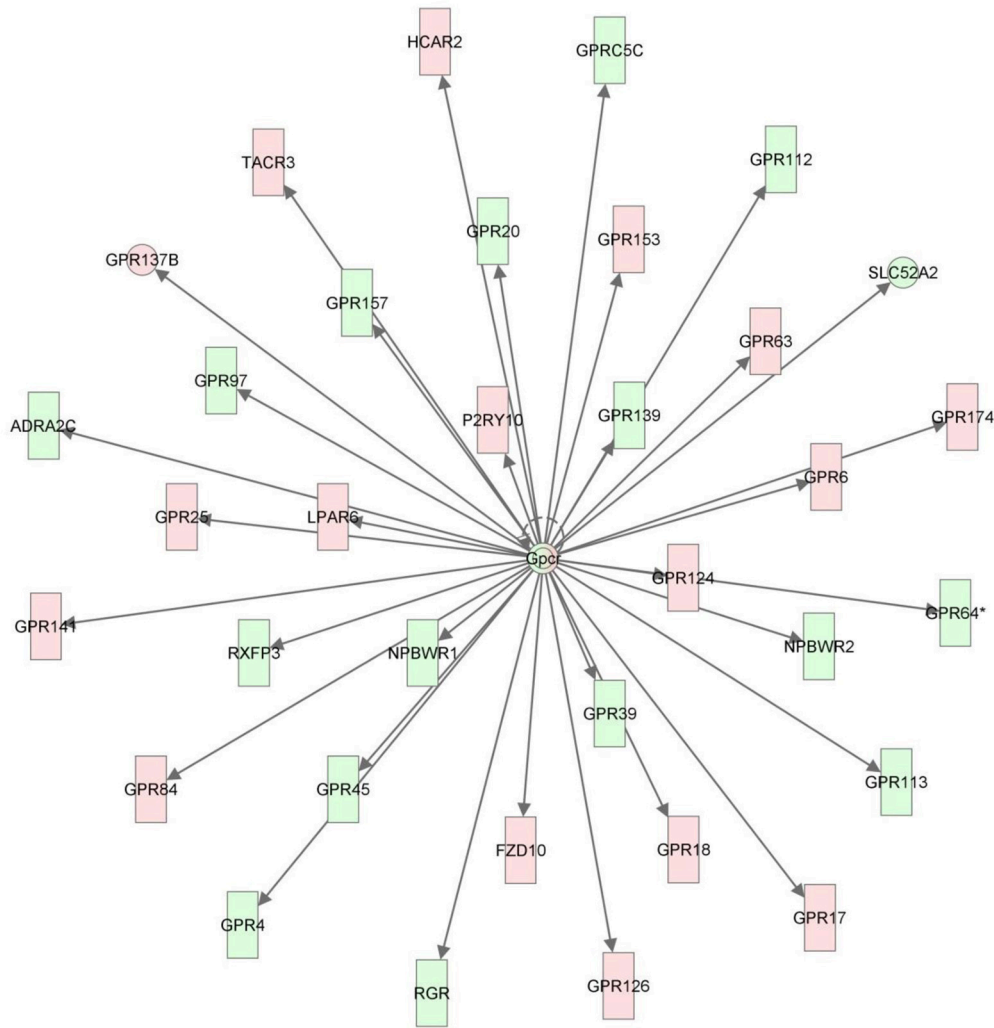 HCAR2
GPRC5C
TACR3
GPR112
GPR20
GPR153
GPR137B
SLC52A2
GPR157
GPR63
GPR97
P2RY10
GPR139
GPR174
ADRA2C
GPR6
GPR25
LPAR6
Gpcr
GPR124
GPR64*
GPR141
RXFP3
NPBWR1
NPBWR2
GPR39
GPR84
GPR45
GPR113
FZD10
GPR18
GPR4
GPR17
RGR
GPR126